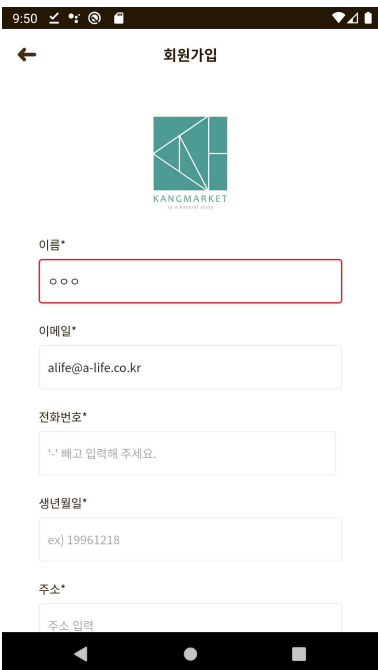 9:50
회원가입
KANGMARKET
to a natural state
이름*
ㅇㅇㅇ
이메일*
alife@a-life.co.kr
전화번호*
'-' 빼고 입력해 주세요.
생년월일*
ex) 19961218
주소*
주소 입력